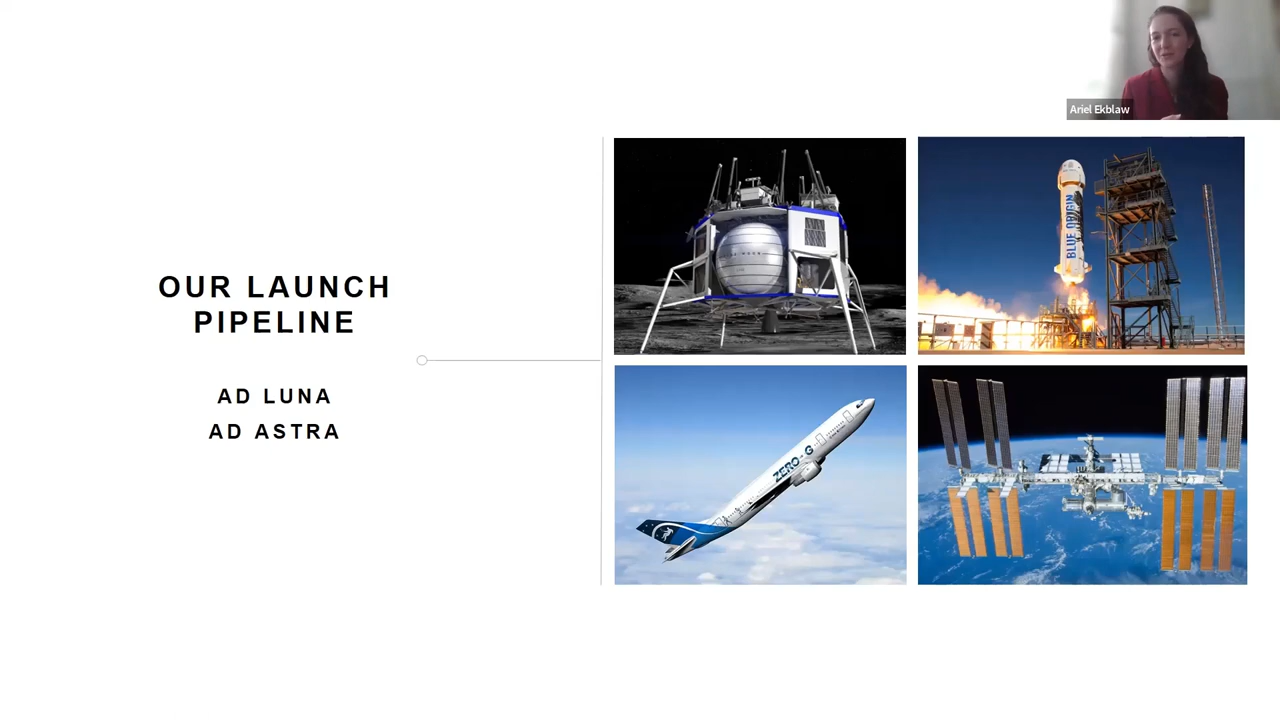 Ariel Ekblaw
OUR LAUNCH
PIPELINE
AD LUNA
AD ASTRA
BLUE ORIGIN
ZERO-G